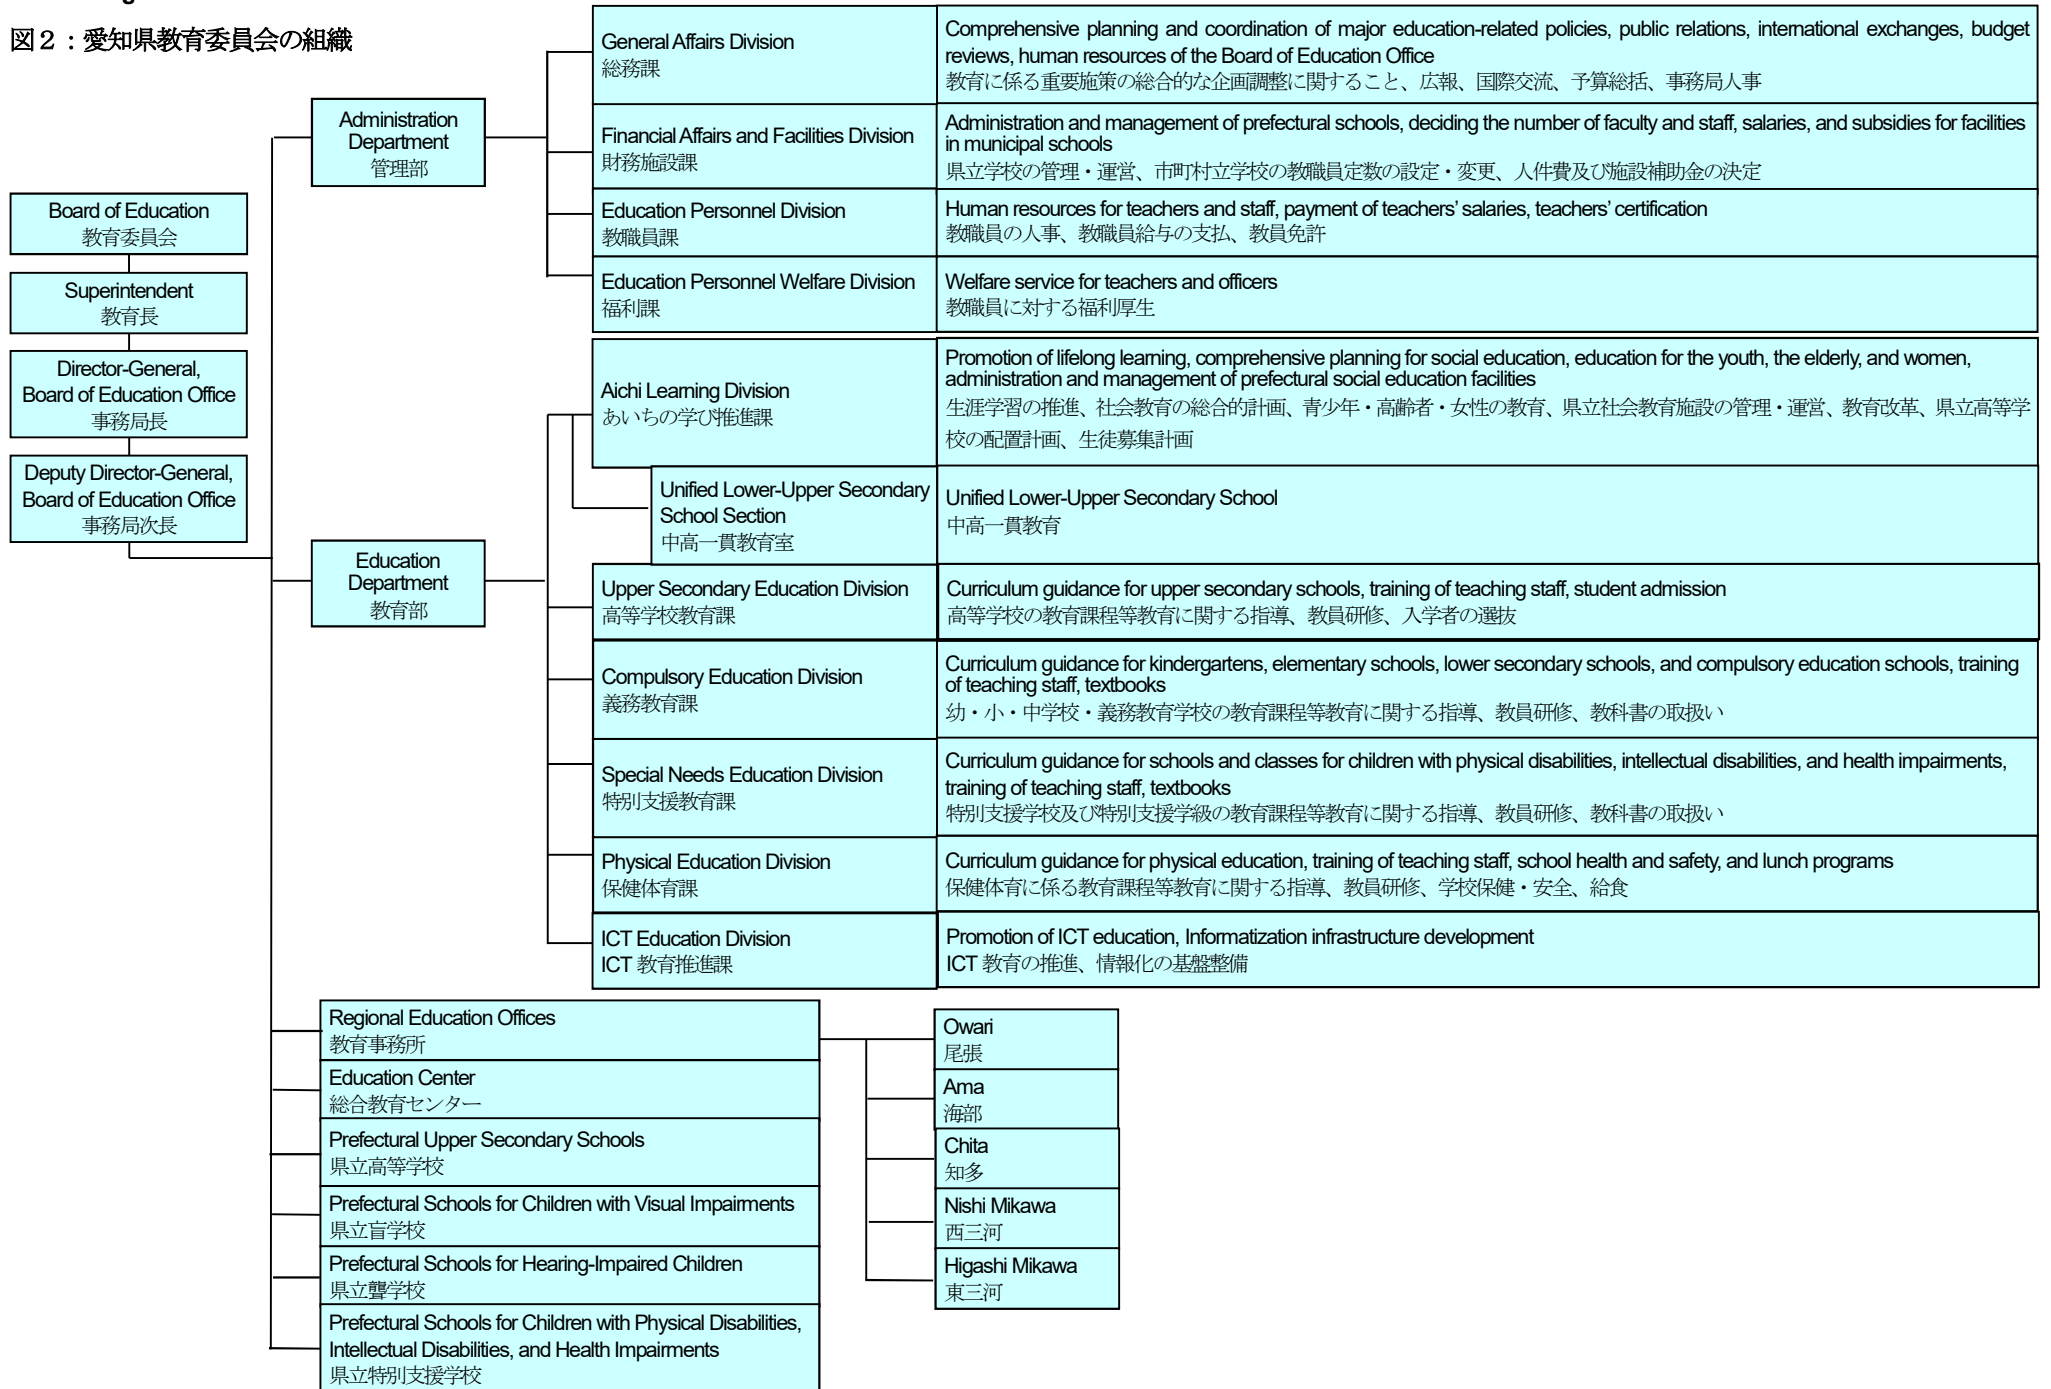 図２：愛知県教育委員会の組織
Board of Education
教育委員会
Superintendent
教育長
Director-General,
Board of Education Office
事務局長
Deputy Director-General,
Board of Education Office
事務局次長
Administration
Department
管理部
General Affairs Division
総務課
Comprehensive planning and coordination of major education-related policies, public relations, international exchanges, budget
reviews, human resources of the Board of Education Office
教育に係る重要施策の総合的な企画調整に関すること、広報、国際交流、予算総括、事務局人事
Financial Affairs and Facilities Division
財務施設課
Administration and management of prefectural schools, deciding the number of faculty and staff, salaries, and subsidies for facilities
in municipal schools
県立学校の管理・運営、市町村立学校の教職員定数の設定・変更、人件費及び施設補助金の決定
Education Personnel Division
教職員課
Human resources for teachers and staff, payment of teachers' salaries, teachers' certification
教職員の人事、教職員給与の支払、教員免許
Education Personnel Welfare Division
福利課
Welfare service for teachers and officers
教職員に対する福利厚生
Education
Department
教育部
Aichi Learning Division
あいちの学び推進課
Promotion of lifelong learning, comprehensive planning for social education, education for the youth, the elderly, and women,
administration and management of prefectural social education facilities
生涯学習の推進、社会教育の総合的計画、青少年・高齢者・女性の教育、県立社会教育施設の管理・運営、教育改革、県立高等学
校の配置計画、生徒募集計画
Unified Lower-Upper Secondary
School Section
中高一貫教育室
Unified Lower-Upper Secondary School
中高一貫教育
Upper Secondary Education Division
高等学校教育課
Curriculum guidance for upper secondary schools, training of teaching staff, student admission
高等学校の教育課程等教育に関する指導、教員研修、入学者の選抜
Compulsory Education Division
義務教育課
Curriculum guidance for kindergartens, elementary schools, lower secondary schools, and compulsory education schools, training
of teaching staff, textbooks
幼・小・中学校・義務教育学校の教育課程等教育に関する指導、教員研修、教科書の取扱い
Special Needs Education Division
特別支援教育課
Curriculum guidance for schools and classes for children with physical disabilities, intellectual disabilities, and health impairments,
training of teaching staff, textbooks
特別支援学校及び特別支援学級の教育課程等教育に関する指導、教員研修、教科書の取扱い
Physical Education Division
保健体育課
Curriculum guidance for physical education, training of teaching staff, school health and safety, and lunch programs
保健体育に係る教育課程等教育に関する指導、教員研修、学校保健・安全、給食
ICT Education Division
ICT 教育推進課
Promotion of ICT education, Informatization infrastructure development
ICT 教育の推進、情報化の基盤整備
Regional Education Offices
教育事務所
Education Center
総合教育センター
Prefectural Upper Secondary Schools
県立高等学校
Prefectural Schools for Children with Visual Impairments
県立盲学校
Prefectural Schools for Hearing-Impaired Children
県立聾学校
Prefectural Schools for Children with Physical Disabilities,
Intellectual Disabilities, and Health Impairments
県立特別支援学校
Owari
尾張
Ama
海部
Chita
知多
Nishi Mikawa
西三河
Higashi Mikawa
東三河